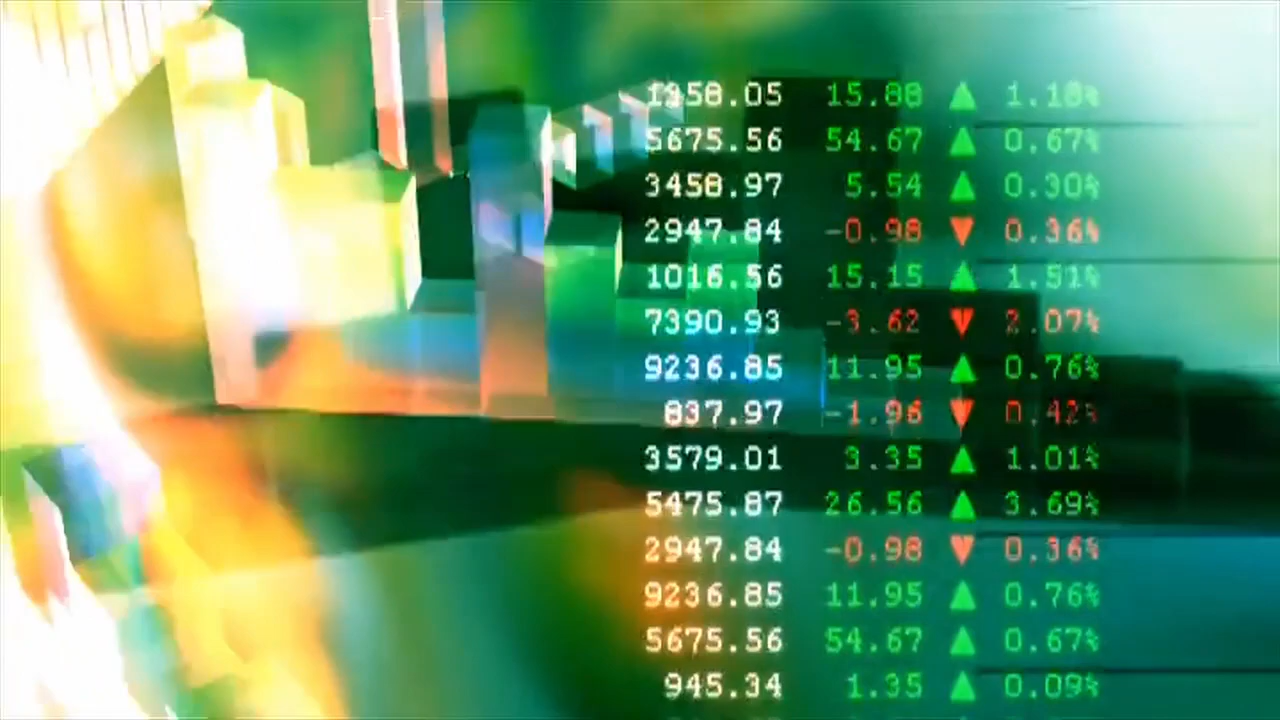 1958.05 15.88 ▲ 1.18%
5675.56 54.67 ▲ 0.67%
3458.97 5.54 ▲ 0.30%
2947.84 -0.98 ▼ 0.36%
1016.56 15.15 ▲ 1.51%
7390.93 -3.62 ▼ 2.07%
9236.85 11.95 ▲ 0.76%
837.97 -1.96 ▼ 0.42%
3579.01 3.35 ▲ 1.01%
5475.87 26.56 ▲ 3.69%
2947.84 -0.98 ▼ 0.36%
9236.85 11.95 ▲ 0.76%
5675.56 54.67 ▲ 0.67%
945.34 1.35 ▲ 0.09%